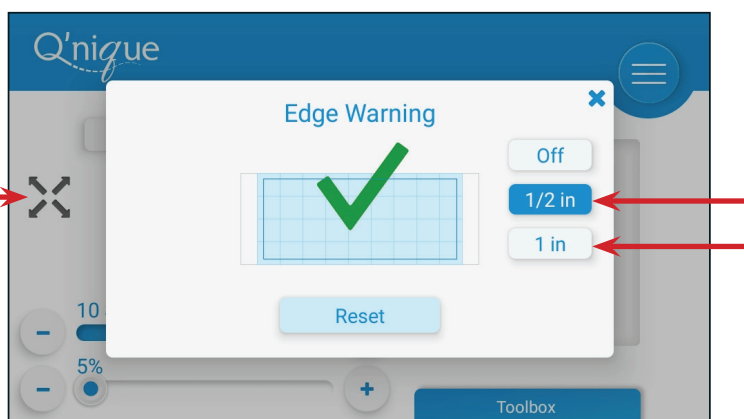 Q'nique
Edge Warning
Off
1/2 in
1 in
Reset
10
5%
Toolbox